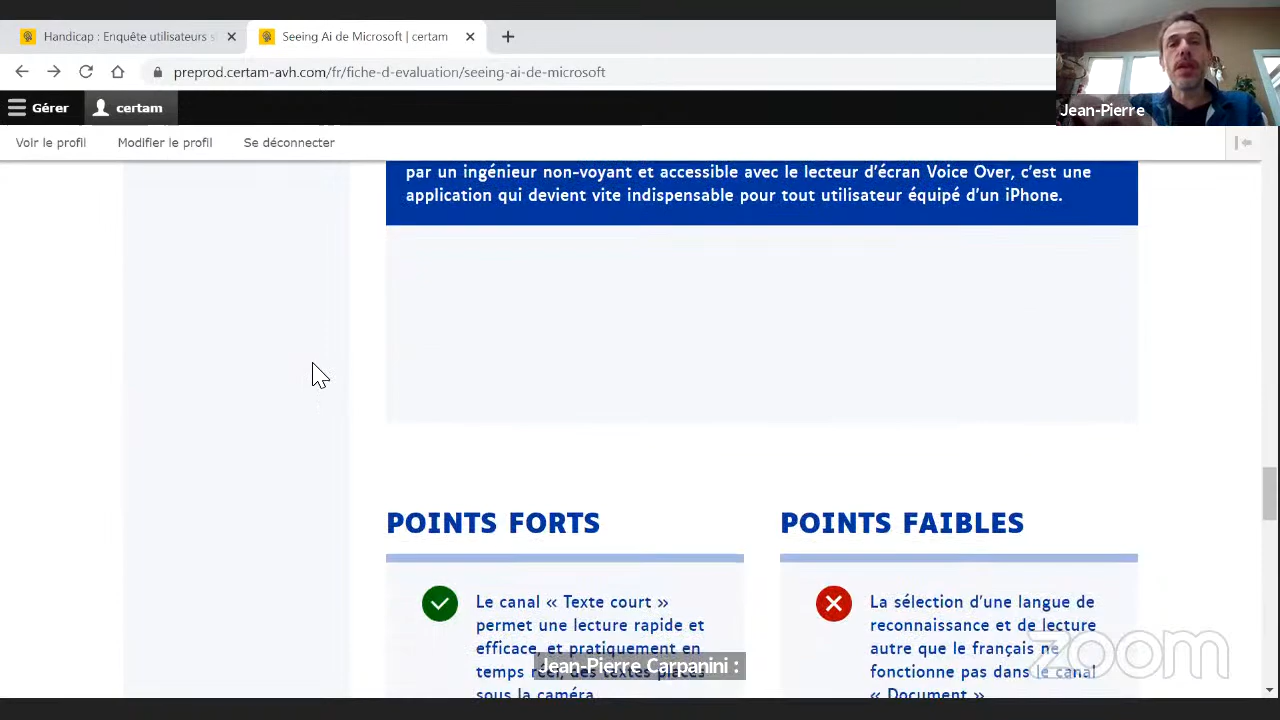 Handicap : Enquête utilisateurs s
Seeing Ai de Microsoft | certam
preprod.certam-avh.com/fr/fiche-d-evaluation/seeing-ai-de-microsoft
Gérer
certam
Jean-Pierre
Voir le profil
Modifier le profil
Se déconnecter
par un ingénieur non-voyant et accessible avec le lecteur d'écran Voice Over, c'est une
application qui devient vite indispensable pour tout utilisateur équipé d'un iPhone.
POINTS FORTS
Le canal « Texte court »
permet une lecture rapide et
efficace, et pratiquement en
temps réel, des textes placés
sous la caméra.
POINTS FAIBLES
La sélection d'une langue de
reconnaissance et de lecture
autre que le français ne
fonctionne pas dans le canal
« Document ».
Jean-Pierre Carpanini :
zoom